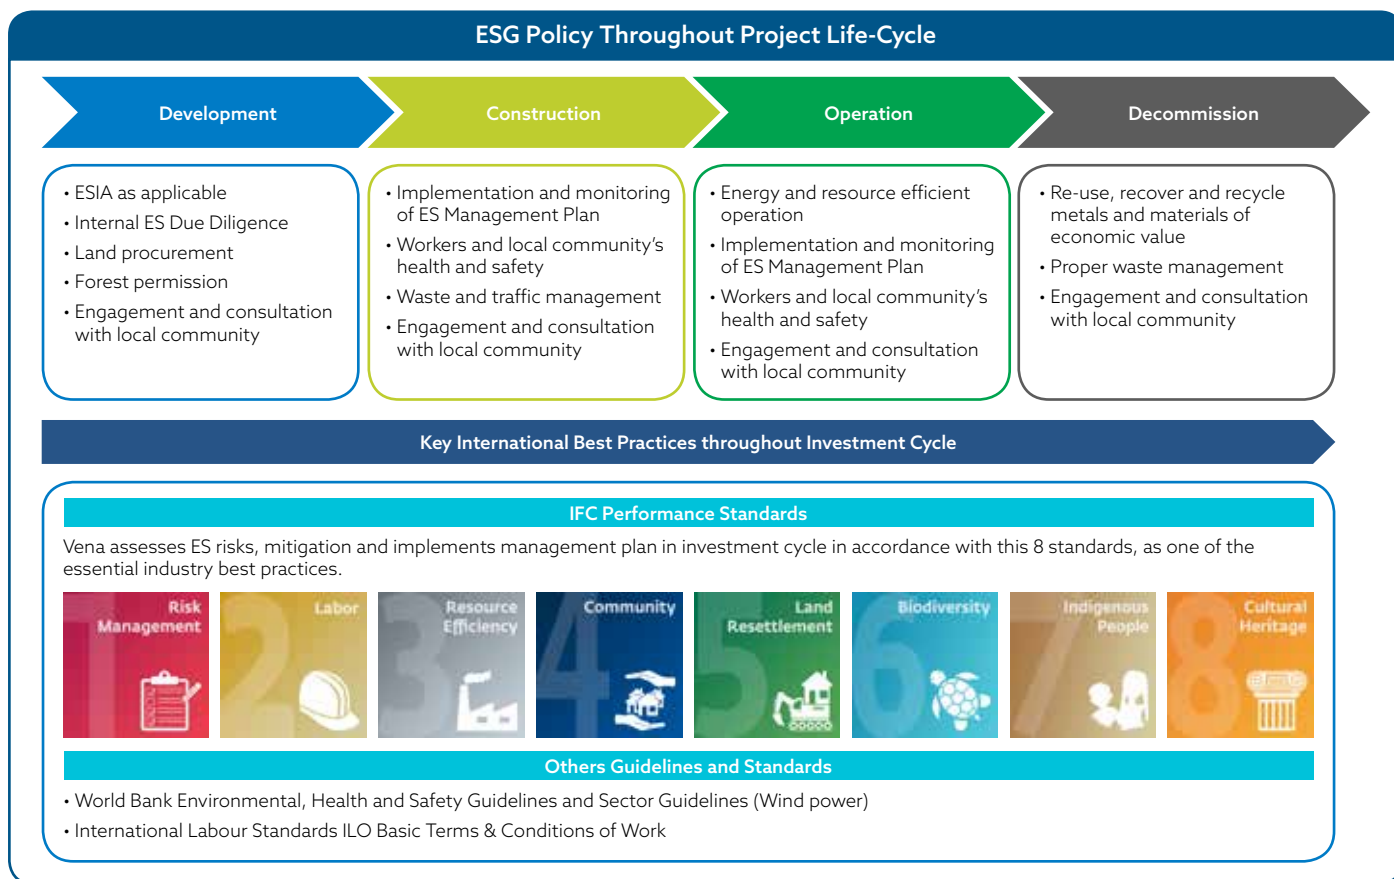 ESG Policy Throughout Project Life-Cycle
Development
Construction
Operation
Decommission
• ESIA as applicable
• Internal ES Due Diligence
• Land procurement
• Forest permission
• Engagement and consultation
with local community
• Implementation and monitoring
of ES Management Plan
• Workers and local community's
health and safety
• Waste and traffic management
• Engagement and consultation
with local community
• Energy and resource efficient
operation
• Implementation and monitoring
of ES Management Plan
• Workers and local community's
health and safety
• Engagement and consultation
with local community
• Re-use, recover and recycle
metals and materials of
economic value
• Proper waste management
• Engagement and consultation
with local community
Key International Best Practices throughout Investment Cycle
IFC Performance Standards
Vena assesses ES risks, mitigation and implements management plan in investment cycle in accordance with this 8 standards, as one of the
essential industry best practices.
1
Risk
Management
2
Labor
3
Resource
Efficiency
4
Community
5
Land
Resettlement
6
Biodiversity
7
Indigenous
People
8
Cultural
Heritage
Others Guidelines and Standards
• World Bank Environmental, Health and Safety Guidelines and Sector Guidelines (Wind power)
• International Labour Standards ILO Basic Terms & Conditions of Work